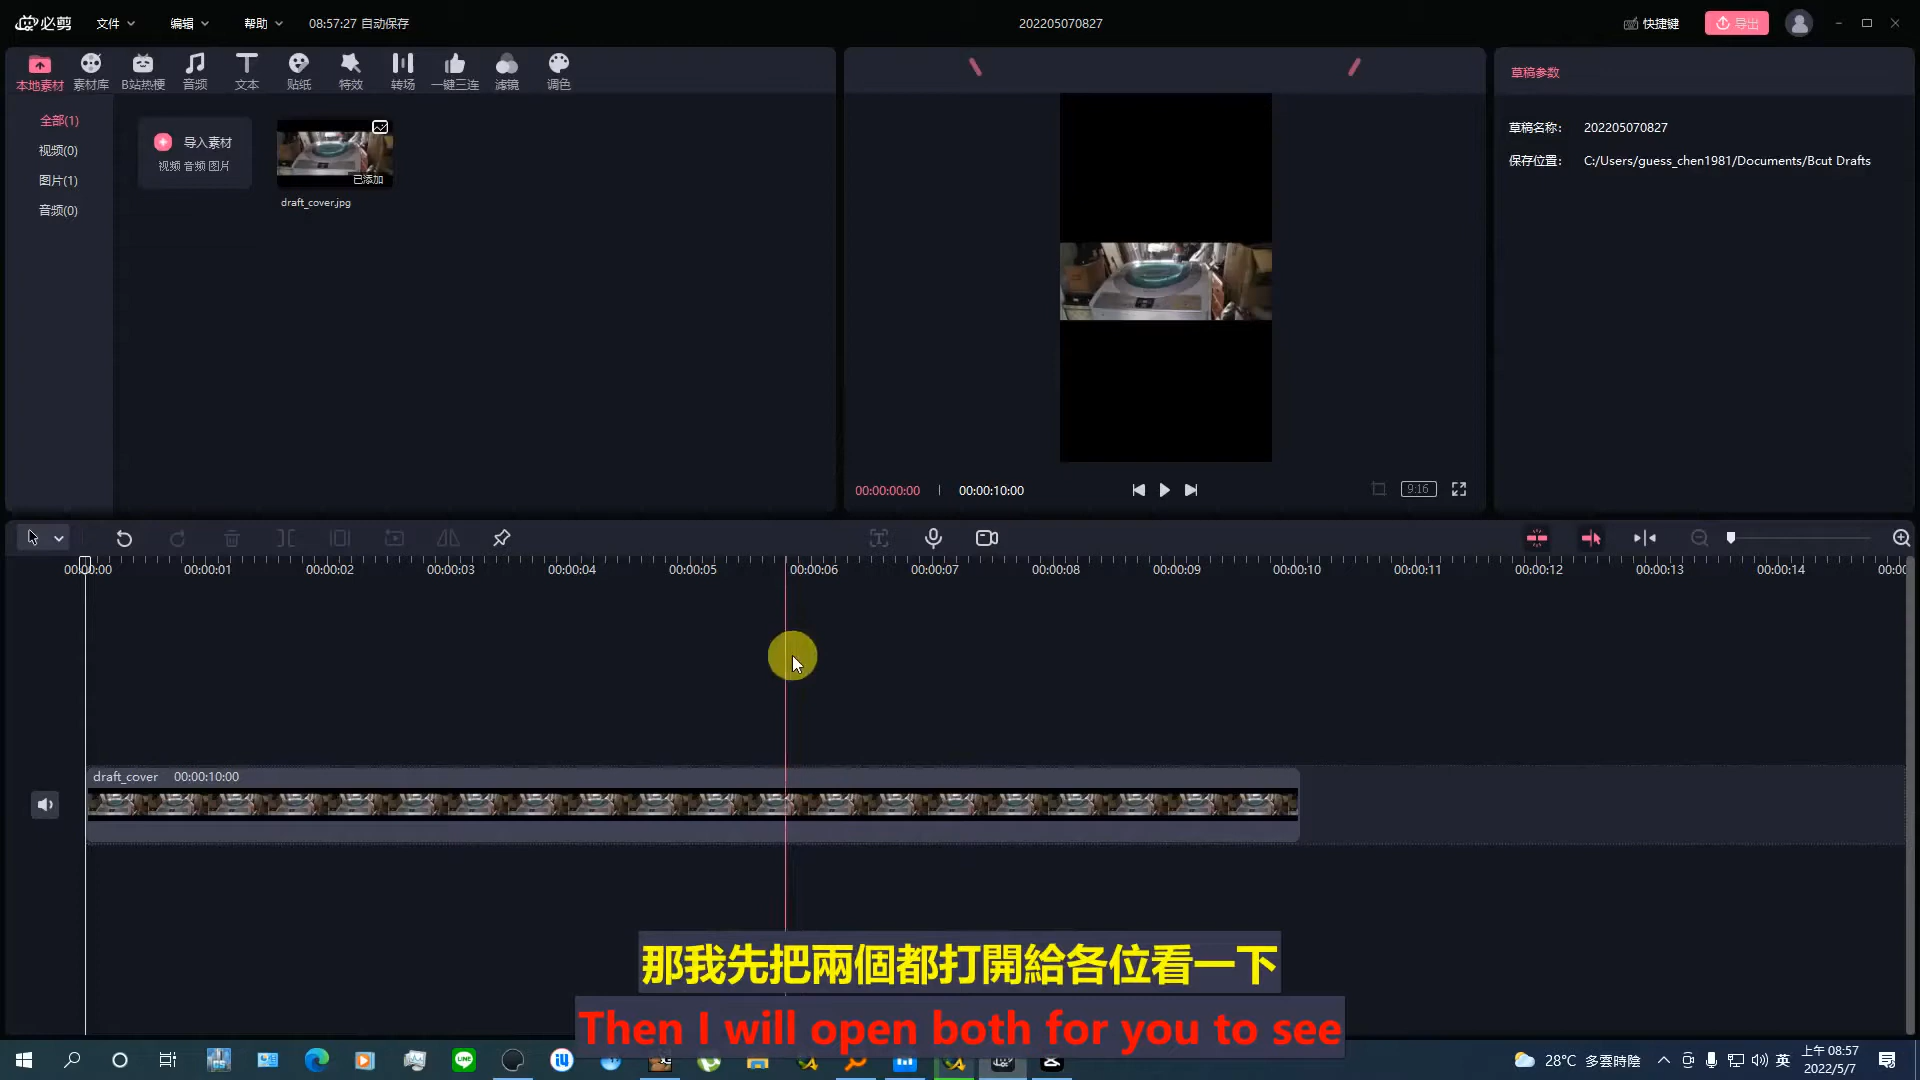 必剪 文件 编辑 帮助 08:57:27 自动保存 202205070827 快捷键 导出
本地素材 素材库 B站热梗 音频 文本 贴纸 特效 转场 一键三连 滤镜 调色
全部(1)
视频(0)
图片(1)
音频(0)
导入素材
视频 音频 图片
已添加
draft_cover.jpg
00:00:00:00 | 00:00:10:00
9:16
草稿参数
草稿名称: 202205070827
保存位置: C:/Users/guess_chen1981/Documents/Bcut Drafts
00:00:00 00:00:01 00:00:02 00:00:03 00:00:04 00:00:05 00:00:06 00:00:07 00:00:08 00:00:09 00:00:10 00:00:11 00:00:12 00:00:13 00:00:14 00:00
draft_cover 00:00:10:00
那我先把兩個都打開給各位看一下
Then I will open both for you to see
LINE
28°C 多雲時陰
英
上午 08:57
2022/5/7